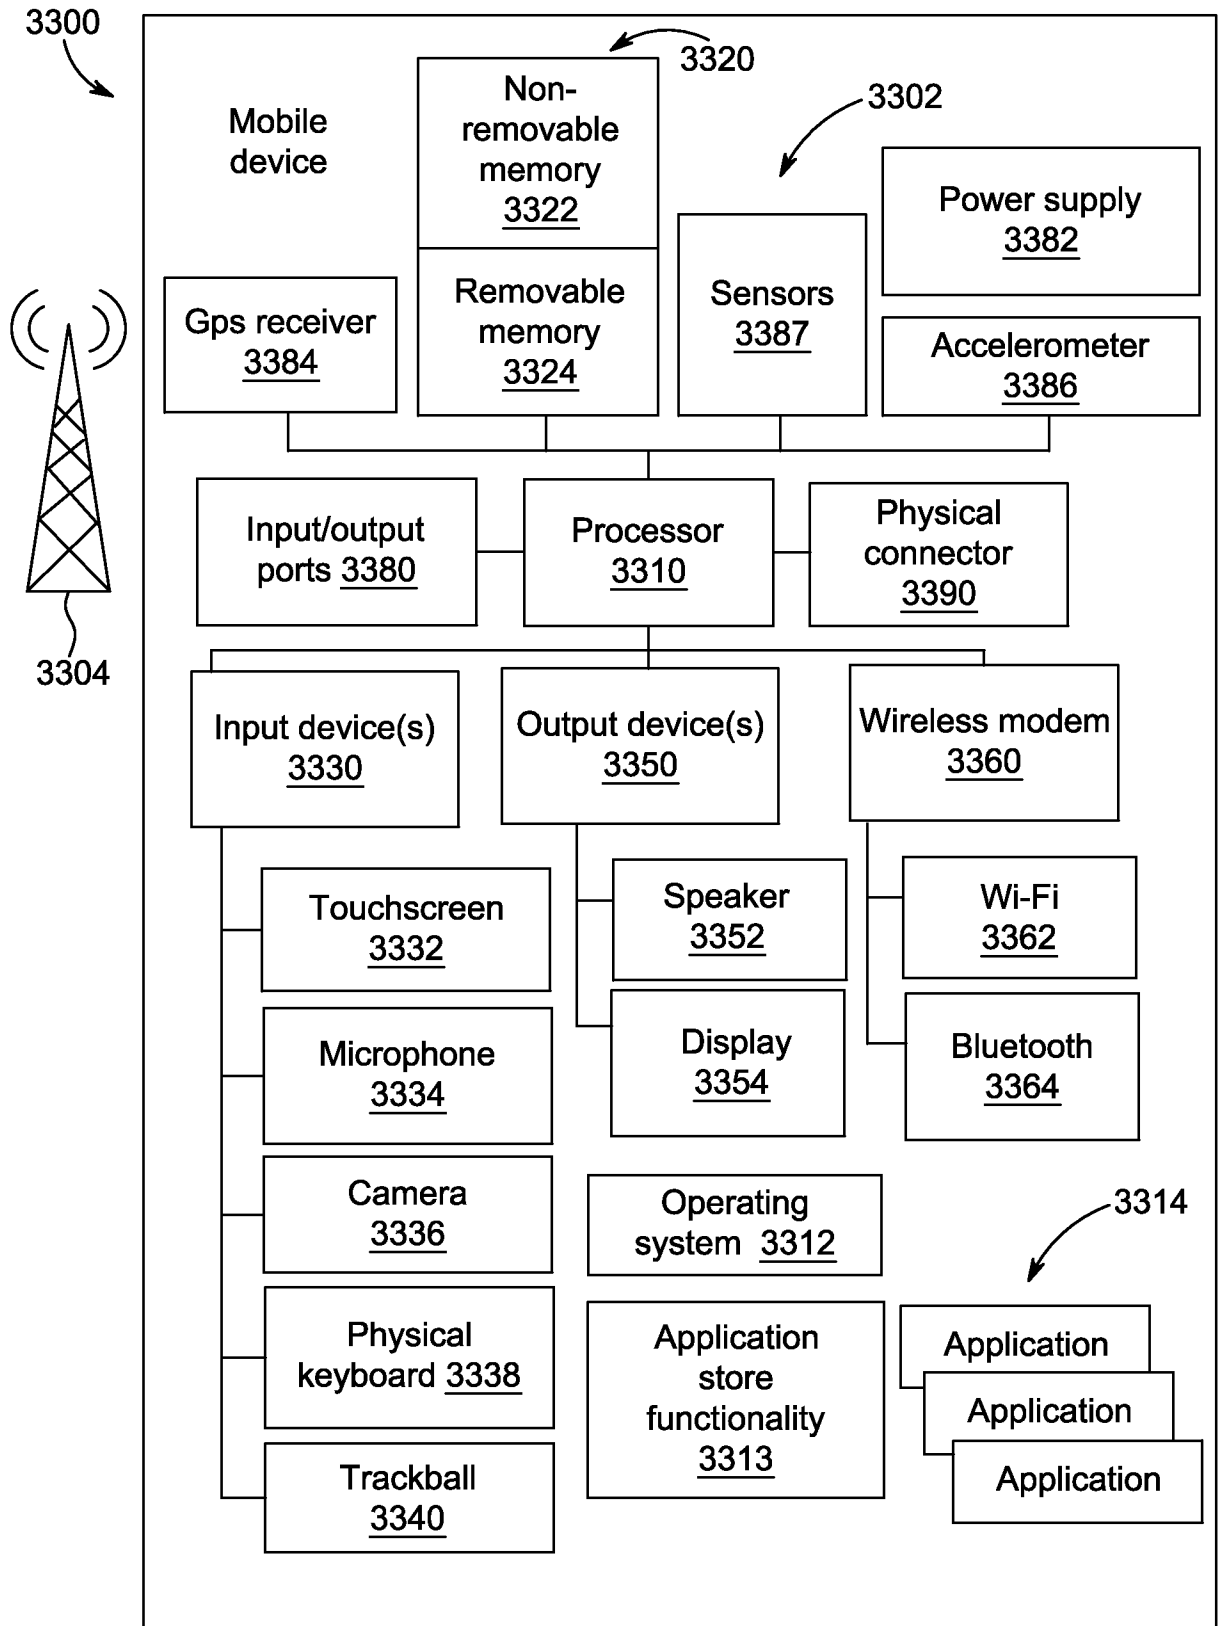 3300
3320
3302
Mobile
device
Non-
removable
memory
3322
Removable
memory
3324
Sensors
3387
Power supply
3382
Gps receiver
3384
Accelerometer
3386
Input/output
ports 3380
Processor
3310
Physical
connector
3390
3304
Input device(s)
3330
Output device(s)
3350
Wireless modem
3360
Touchscreen
3332
Speaker
3352
Wi-Fi
3362
Microphone
3334
Display
3354
Bluetooth
3364
Camera
3336
Operating
system 3312
3314
Physical
keyboard 3338
Application
store
functionality
3313
Application
Application
Application
Trackball
3340